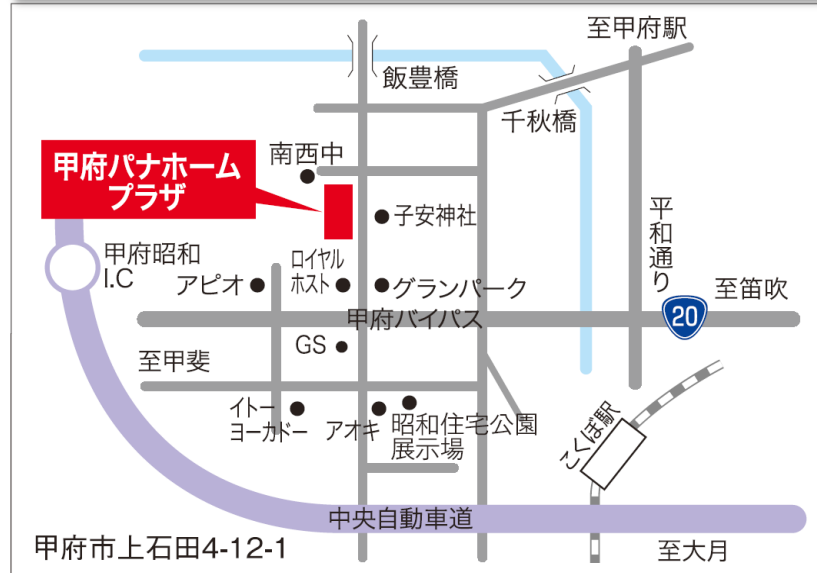 至甲府駅
飯豊橋
千秋橋
南西中
甲府パナホーム
プラザ
子安神社
平和通り
甲府昭和
I.C
アピオ
ロイヤル
ホスト
グランパーク
至笛吹
甲府バイパス
20
GS
至甲斐
イトー
ヨーカドー
アオキ
昭和住宅公園
展示場
こくぼ駅
中央自動車道
甲府市上石田4-12-1
至大月